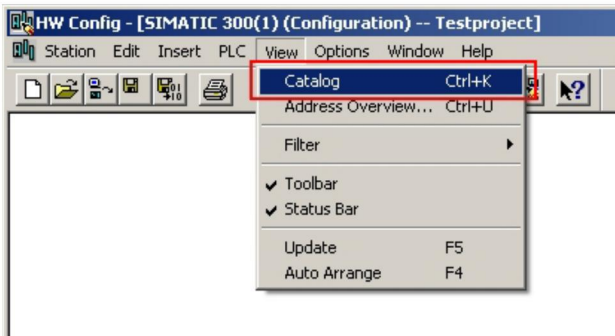 HW Config - [SIMATIC 300(1) (Configuration) -- Testproject]
Station Edit Insert PLC View Options Window Help
Catalog Ctrl+K
Address Overview... Ctrl+U
Filter
Toolbar
Status Bar
Update F5
Auto Arrange F4